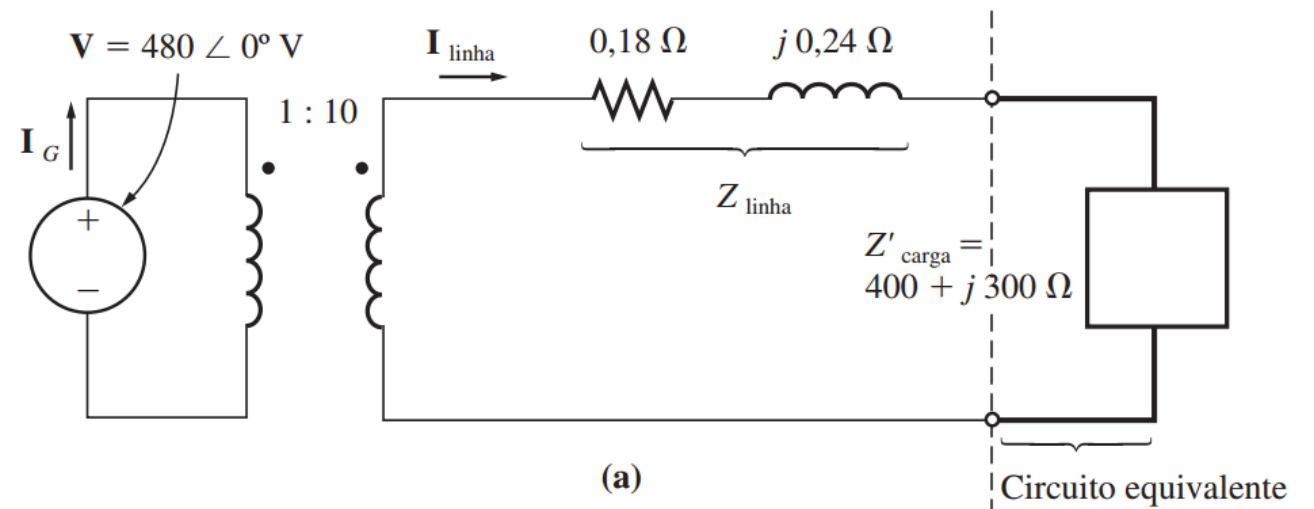 V = 480 ∠ 0º V
I linha
0,18 Ω
j 0,24 Ω
1 : 10
I G
+
−
Z linha
Z′ carga =
400 + j 300 Ω
(a)
Circuito equivalente